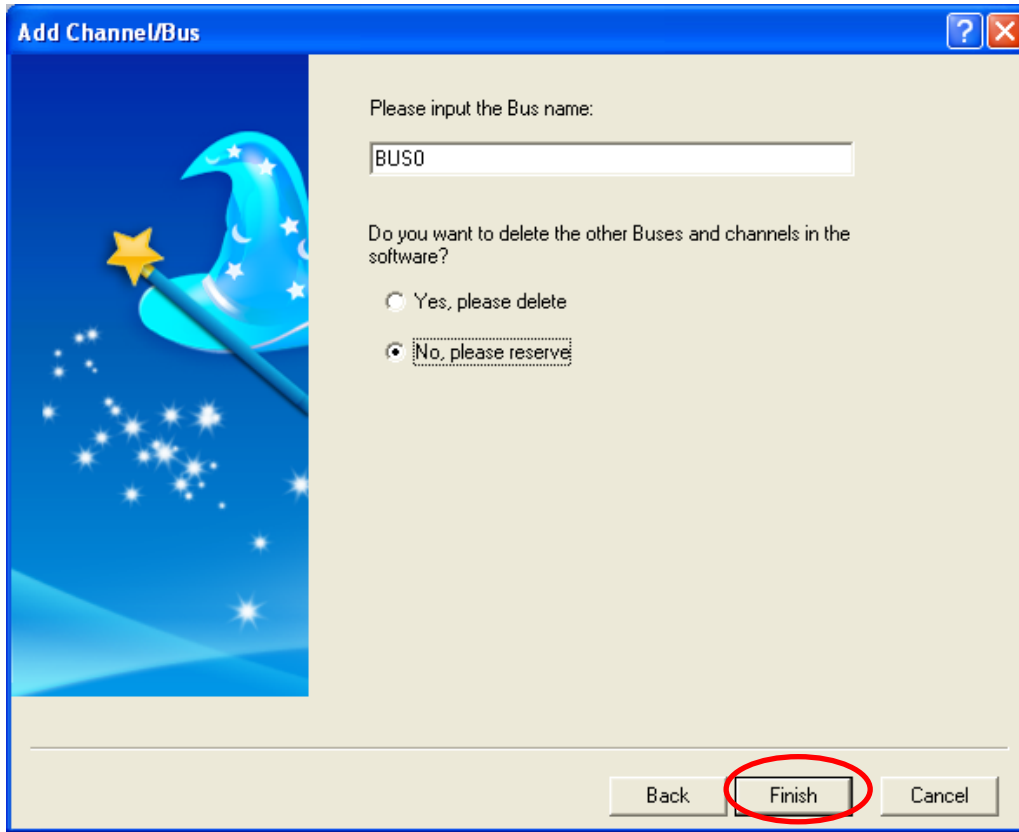 Add Channel/Bus
Please input the Bus name:
BUS0
Do you want to delete the other Buses and channels in the
software?
Yes, please delete
No, please reserve
Back Finish Cancel